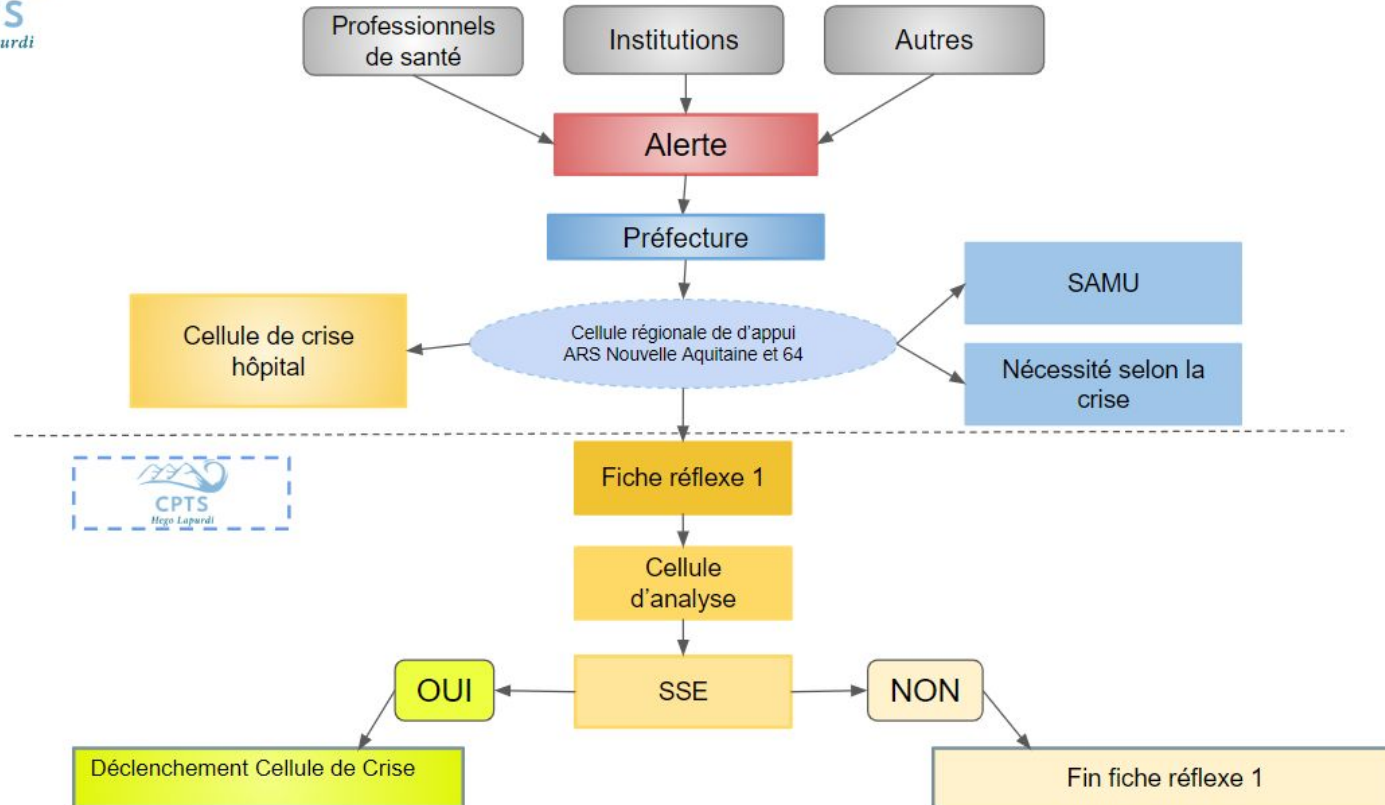 S
urdi
Professionnels
de santé
Institutions
Autres
Alerte
Préfecture
SAMU
Cellule de crise
hôpital
Cellule régionale de d'appui
ARS Nouvelle Aquitaine et 64
Nécessité selon la
crise
CPTS
Hego Lapurdi
Fiche réflexe 1
Cellule
d'analyse
OUI
SSE
NON
Déclenchement Cellule de Crise
Fin fiche réflexe 1